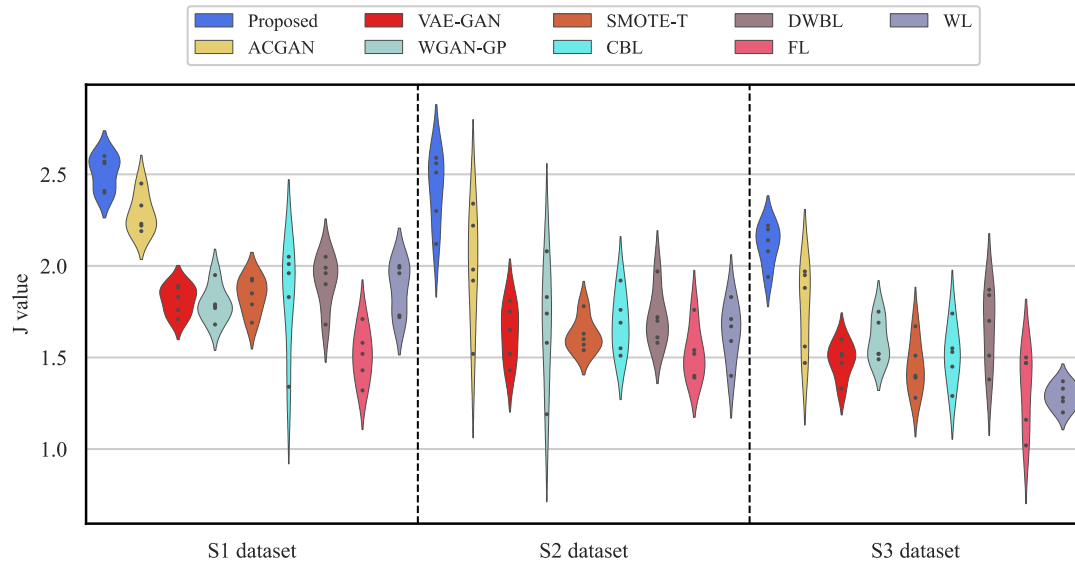 Proposed VAE-GAN SMOTE-T DWBL WL
ACGAN WGAN-GP CBL FL
J value
2.5
2.0
1.5
1.0
S1 dataset S2 dataset S3 dataset